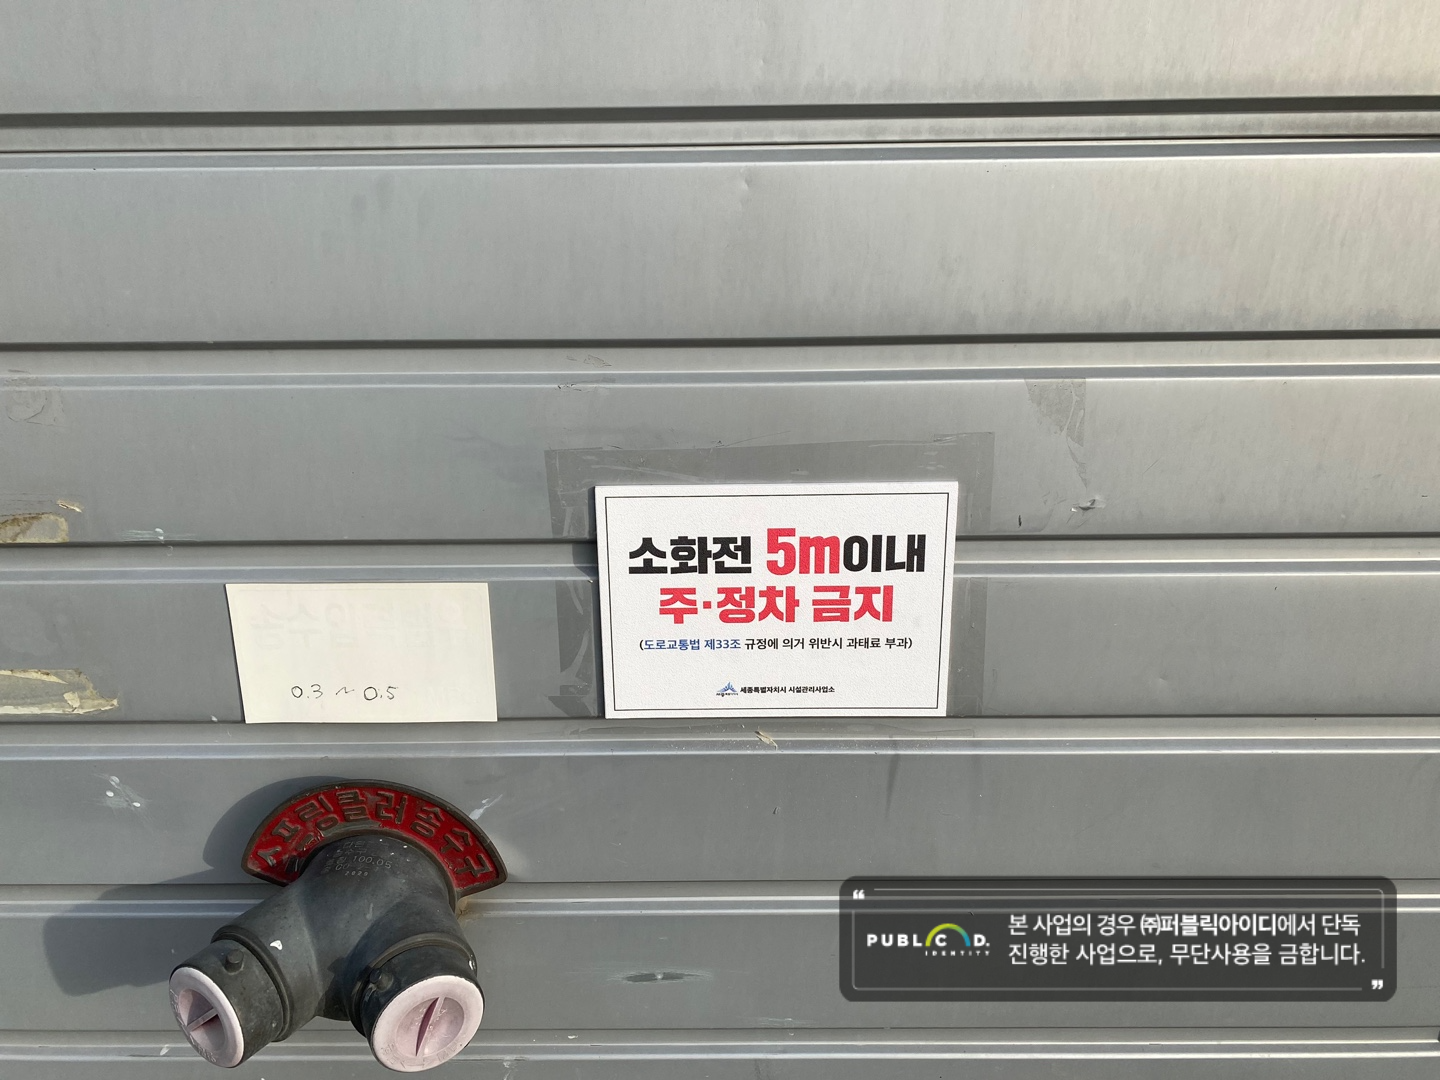 소화전 5m이내
주·정차 금지
(도로교통법 제33조 규정에 의거 위반시 과태료 부과)
세종특별자치시 시설관리사업소
0.3 ~ 0.5
스프링클러송수구
100.05
PUBLIC iD.
IDENTITY
“
본 사업의 경우 ㈜퍼블릭아이디에서 단독
진행한 사업으로, 무단사용을 금합니다.
”